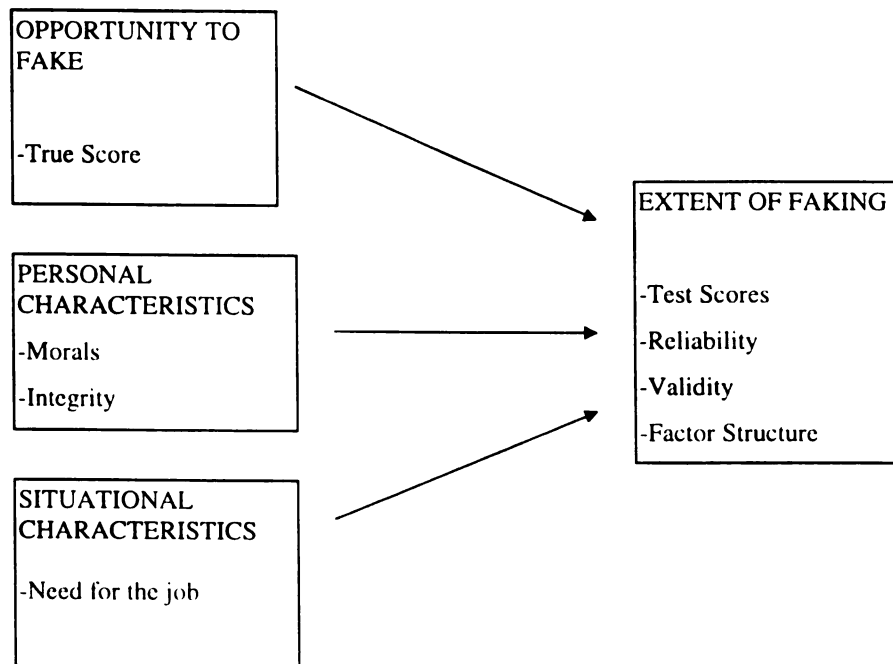 OPPORTUNITY TO
FAKE
-True Score
PERSONAL
CHARACTERISTICS
-Morals
-Integrity
SITUATIONAL
CHARACTERISTICS
-Need for the job
EXTENT OF FAKING
-Test Scores
-Reliability
-Validity
-Factor Structure